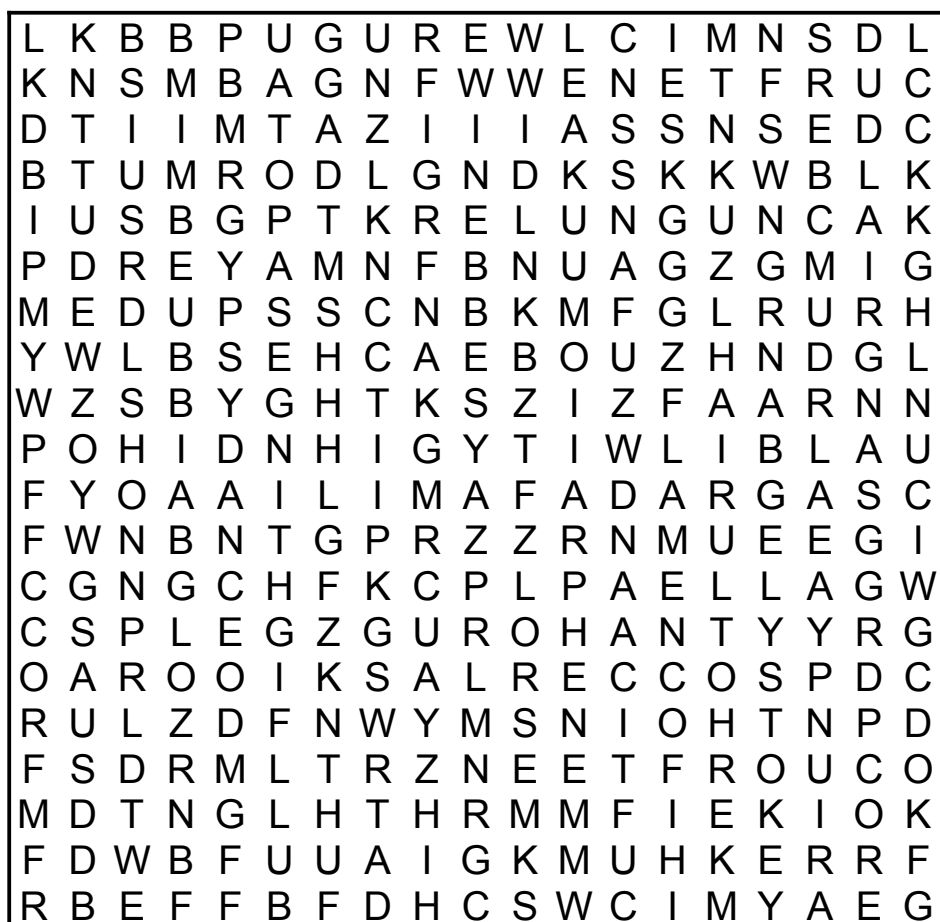 L K B B P U G U R E W L C I M N S D L
K N S M B A G N F W W E N E T F R U C
D T I I M T A Z I I I A S S N S E D C
B T U M R O D L G N D K S K K W B L K
I U S B G P T K R E L U N G U N C A K
P D R E Y A M N F B N U A G Z G M I G
M E D U P S S C N B K M F G L R U R H
Y W L B S E H C A E B O U Z H N D G L
W Z S B Y G H T K S Z I Z F A A R N N
P O H I D N H I G Y T I W L I B L A U
F Y O A A I L I M A F A D A R G A S C
F W N B N T G P R Z Z R N M U E E G I
C G N G C H F K C P L P A E L L A G W
C S P L E G Z G U R O H A N T Y Y R G
O A R O O I K S A L R E C C O S P D C
R U L Z D F N W Y M S N I O H T N P D
F S D R M L T R Z N E E T F R O U C O
M D T N G L H T H R M M F I E K I O K
F D W B F U U A I G K M U H K E R R F
R B E F F B F D H C S W C I M Y A E G